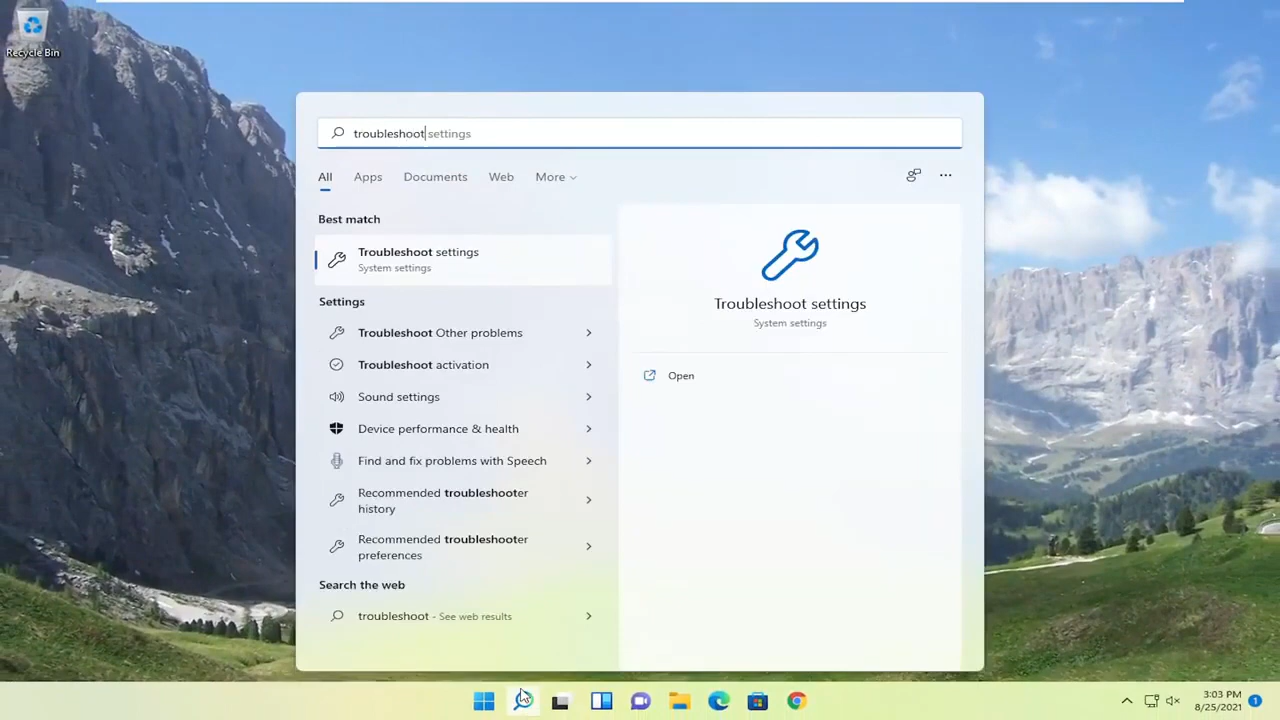 Recycle Bin
troubleshoot settings
All Apps Documents Web More
Best match
Troubleshoot settings
System settings
Settings
Troubleshoot Other problems
Troubleshoot activation
Sound settings
Device performance & health
Find and fix problems with Speech
Recommended troubleshooter
history
Recommended troubleshooter
preferences
Search the web
troubleshoot - See web results
Troubleshoot settings
System settings
Open
3:03 PM
8/25/2021
1